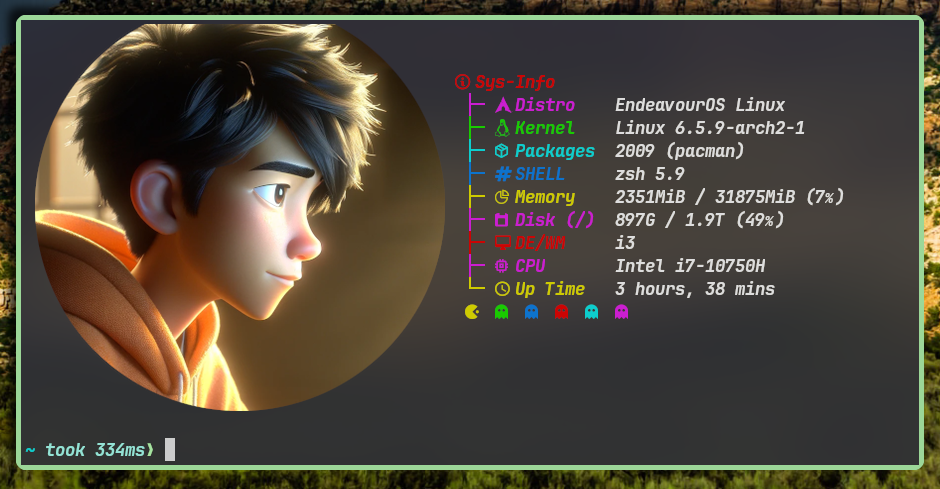 Sys-Info
Distro EndeavourOS Linux
Kernel Linux 6.5.9-arch2-1
Packages 2009 (pacman)
SHELL zsh 5.9
Memory 2351MiB / 31875MiB (7%)
Disk (/) 897G / 1.9T (49%)
DE/WM i3
CPU Intel i7-10750H
Up Time 3 hours, 38 mins
~ took 334ms❯